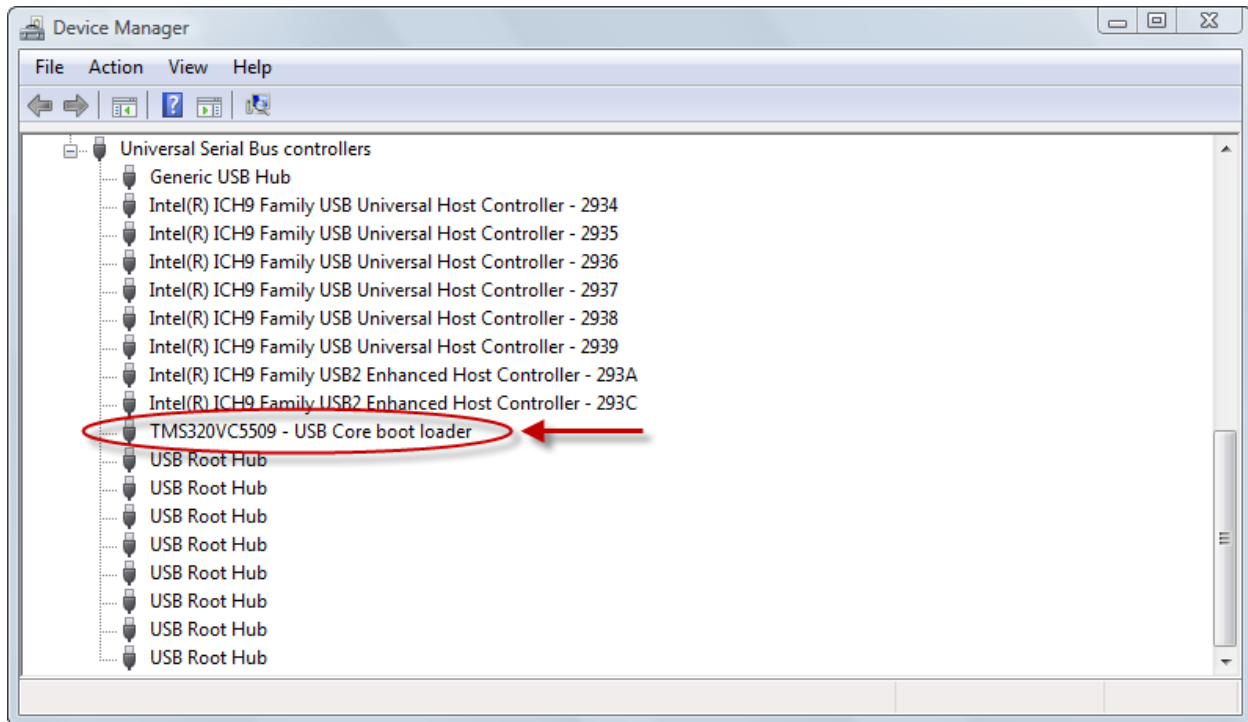 Device Manager
File Action View Help
Universal Serial Bus controllers
Generic USB Hub
Intel(R) ICH9 Family USB Universal Host Controller - 2934
Intel(R) ICH9 Family USB Universal Host Controller - 2935
Intel(R) ICH9 Family USB Universal Host Controller - 2936
Intel(R) ICH9 Family USB Universal Host Controller - 2937
Intel(R) ICH9 Family USB Universal Host Controller - 2938
Intel(R) ICH9 Family USB Universal Host Controller - 2939
Intel(R) ICH9 Family USB2 Enhanced Host Controller - 293A
Intel(R) ICH9 Family USB2 Enhanced Host Controller - 293C
TMS320VC5509 - USB Core boot loader
USB Root Hub
USB Root Hub
USB Root Hub
USB Root Hub
USB Root Hub
USB Root Hub
USB Root Hub
USB Root Hub